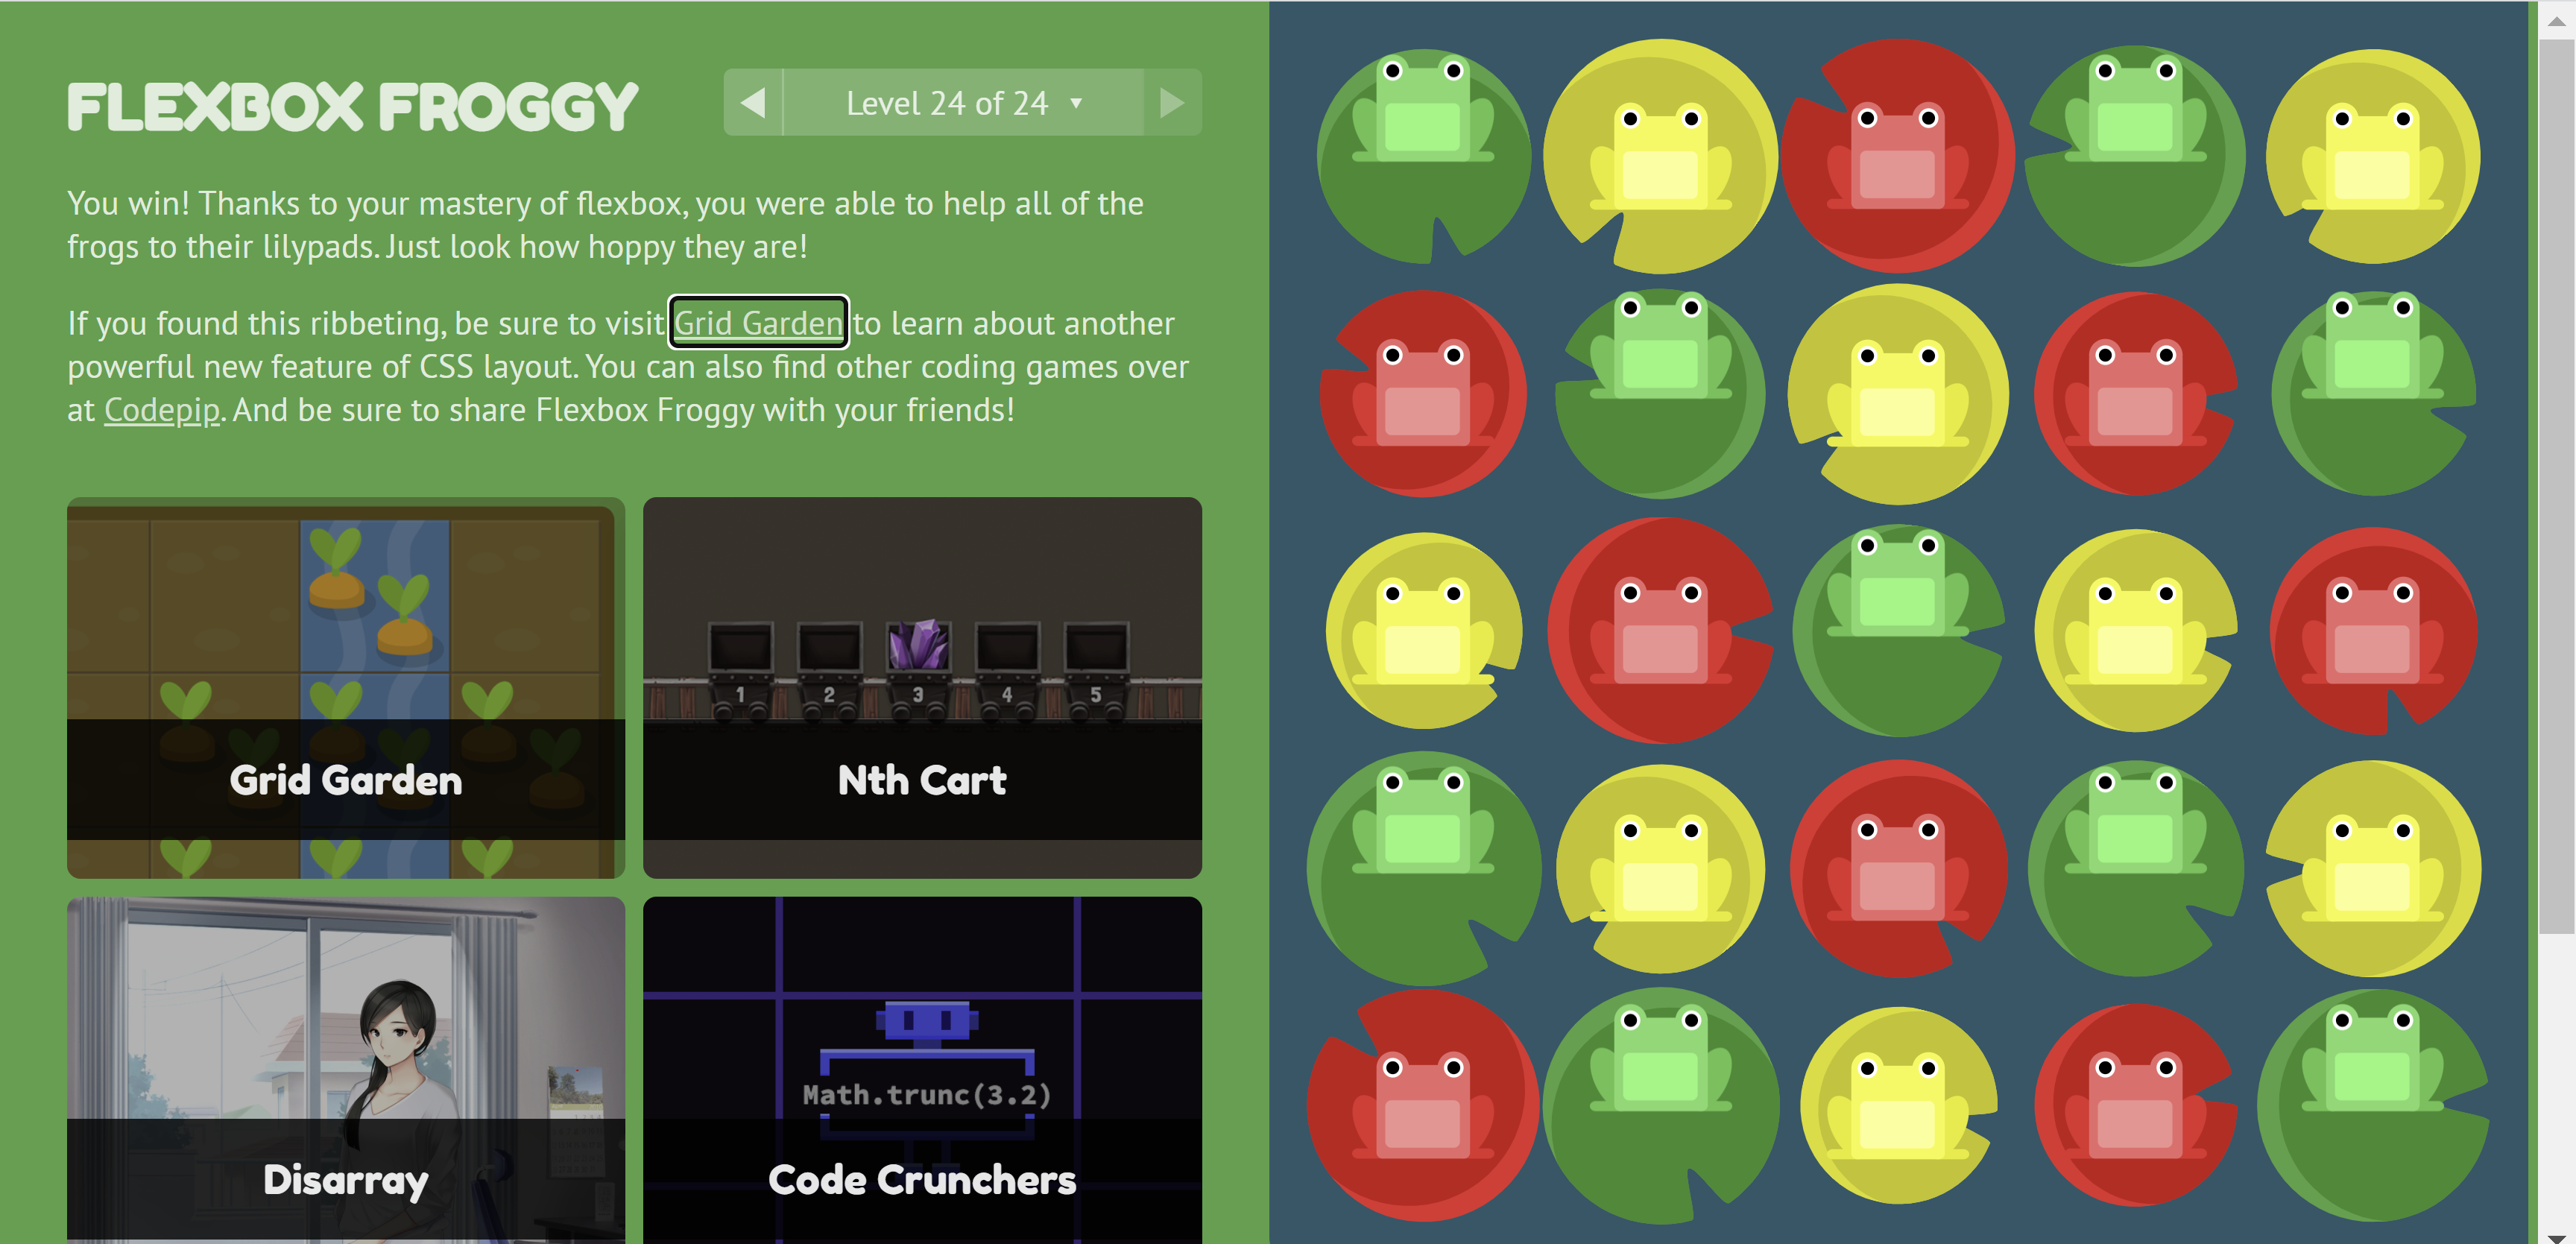 FLEXBOX FROGGY
◀ Level 24 of 24 ▼ ▶
You win! Thanks to your mastery of flexbox, you were able to help all of the
frogs to their lilypads. Just look how hoppy they are!
If you found this ribbeting, be sure to visit Grid Garden to learn about another
powerful new feature of CSS layout. You can also find other coding games over
at Codepip. And be sure to share Flexbox Froggy with your friends!
1 2 3 4 5
Grid Garden
Nth Cart
Math.trunc(3.2)
Disarray
Code Crunchers